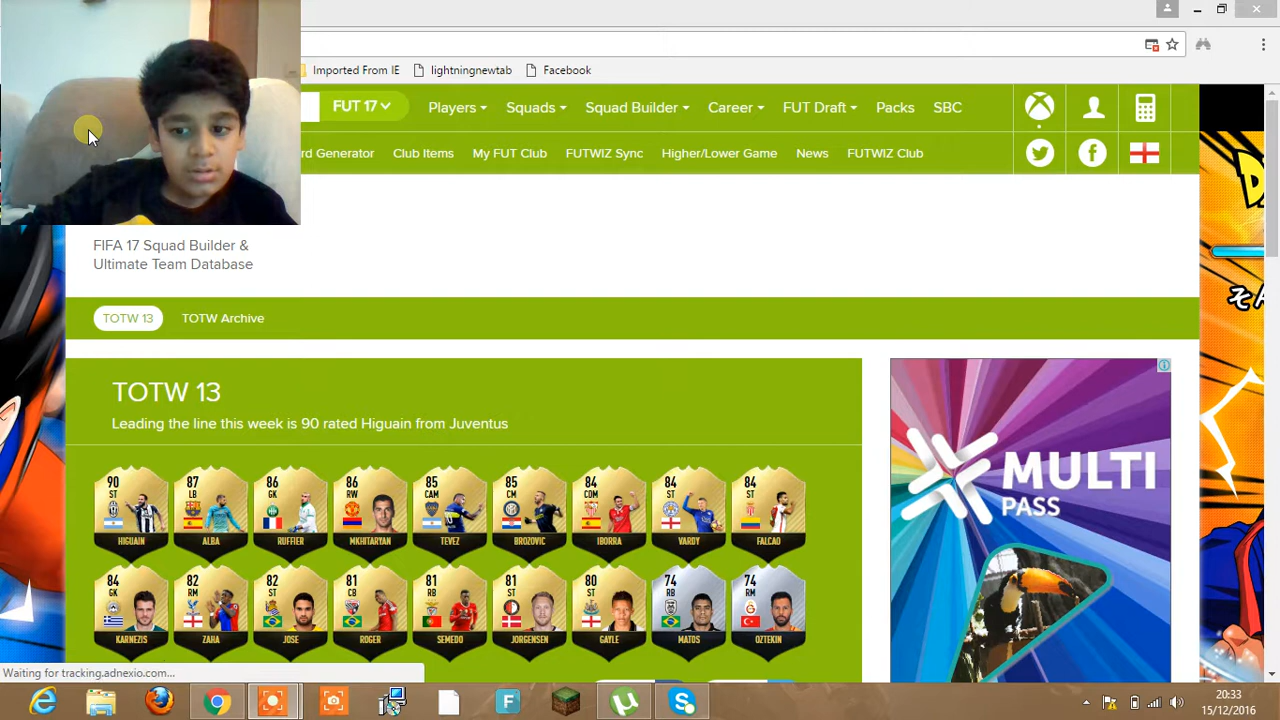 Imported From IE lightningnewtab Facebook
FUT 17 Players Squads Squad Builder Career FUT Draft Packs SBC
rd Generator Club Items My FUT Club FUTWIZ Sync Higher/Lower Game News FUTWIZ Club
FIFA 17 Squad Builder &
Ultimate Team Database
TOTW 13 TOTW Archive
TOTW 13
Leading the line this week is 90 rated Higuain from Juventus
90 87 86 86 85 85 84 84 84
ST LB GK RW CAM CM CDM ST ST
HIGUAIN ALBA RUFFIER MKHITARYAN TEVEZ BROZOVIC IBORRA VARDY FALCAO
84 82 82 81 81 81 80 74 74
GK RM ST CB RB ST ST RB RM
KARNEZIS ZAHA JOSE ROGER SEMEDO JORGENSEN GAYLE MATOS OZTEKIN
MULTI
PASS
Waiting for tracking.adnexio.com...
20:33
15/12/2016